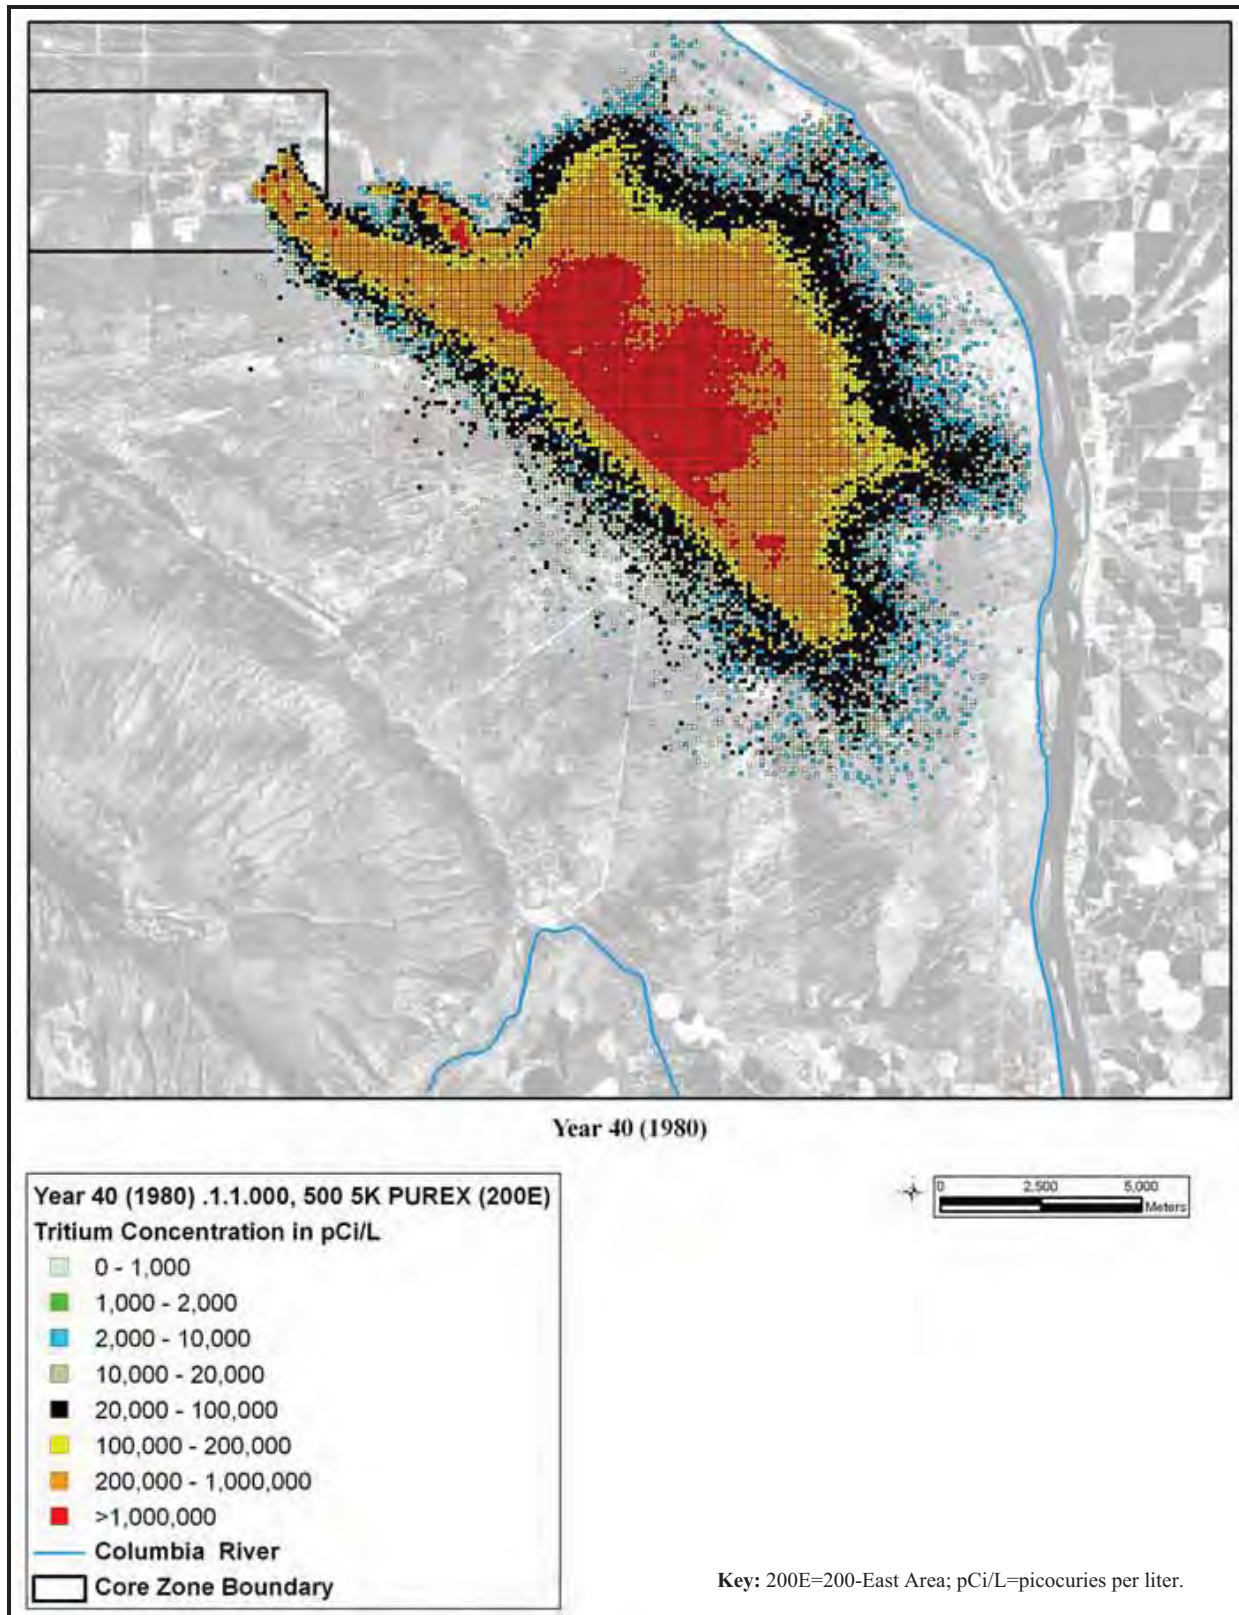 Year 40 (1980)
Year 40 (1980) .1.1.000, 500 5K PUREX (200E)
Tritium Concentration in pCi/L
0 - 1,000
1,000 - 2,000
2,000 - 10,000
10,000 - 20,000
20,000 - 100,000
100,000 - 200,000
200,000 - 1,000,000
>1,000,000
Columbia River
Core Zone Boundary
0 2,500 5,000
Meters
Key: 200E=200-East Area; pCi/L=picocuries per liter.